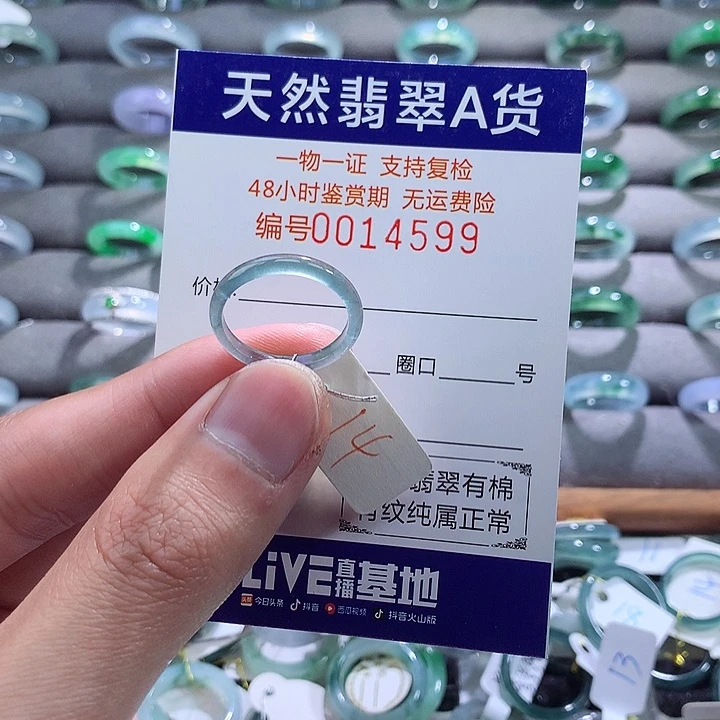 天然翡翠A货
一物一证 支持复检
48小时鉴赏期 无运费险
编号0014599
价
圈口 号
14
翡翠有棉
有纹纯属正常
LiVE直播基地
头条 今日头条 抖音 西瓜视频 抖音火山版
13